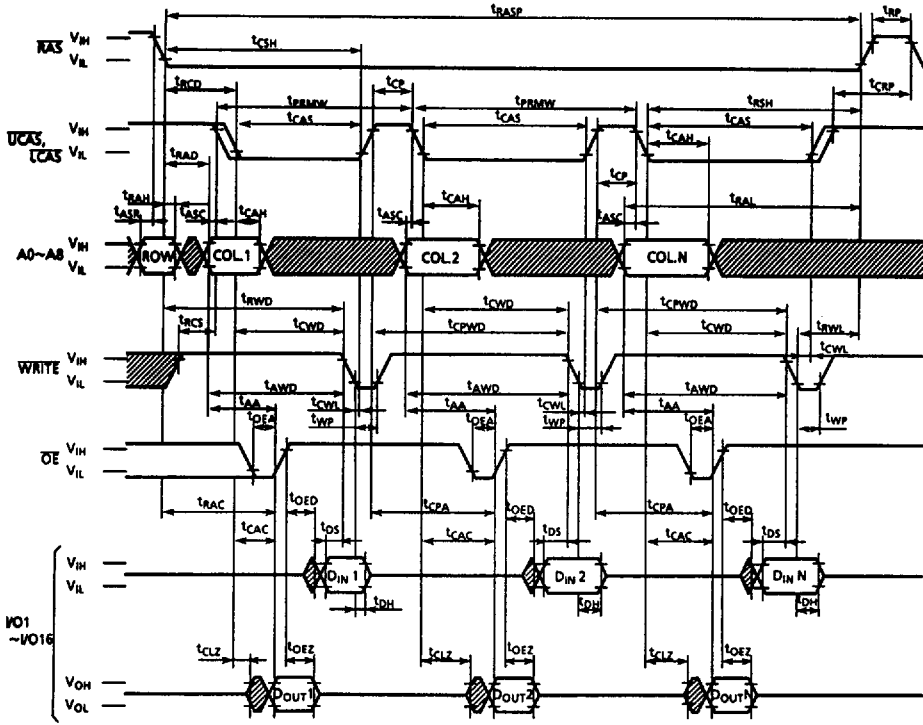 tRASP tRP
RAS VIH
VIL
tCSH
tRCD tCP tCRP
tPRMW tPRMW tRSH
UCAS, LCAS VIH
VIL
tCAS tCAS tCAS
tRAD tCAH
tCP
tRAH tRAL
tASR tASC tCAH tASC tCAH tASC
A0~A8 VIH
VIL
ROW COL.1 COL.2 COL.N
tRWD tCWD tCPWD
tRCS tCWD tCPWD tCWD tRWL
WRITE VIH
VIL
tCWL
tAWD tAWD tAWD
tAA tCWL tAA tCWL tAA
tOEA tWP tOEA tWP tOEA tWP
OE VIH
VIL
tRAC tOED tCPA tOED tCPA tOED
tCAC tDS tCAC tDS tCAC tDS
VIH
VIL
DIN 1 DIN 2 DIN N
tDH tDH tDH
I/O1
~I/O16
tCLZ tOEZ tCLZ tOEZ tCLZ tOEZ
VOH
VOL
DOUT1 DOUT2 DOUTN